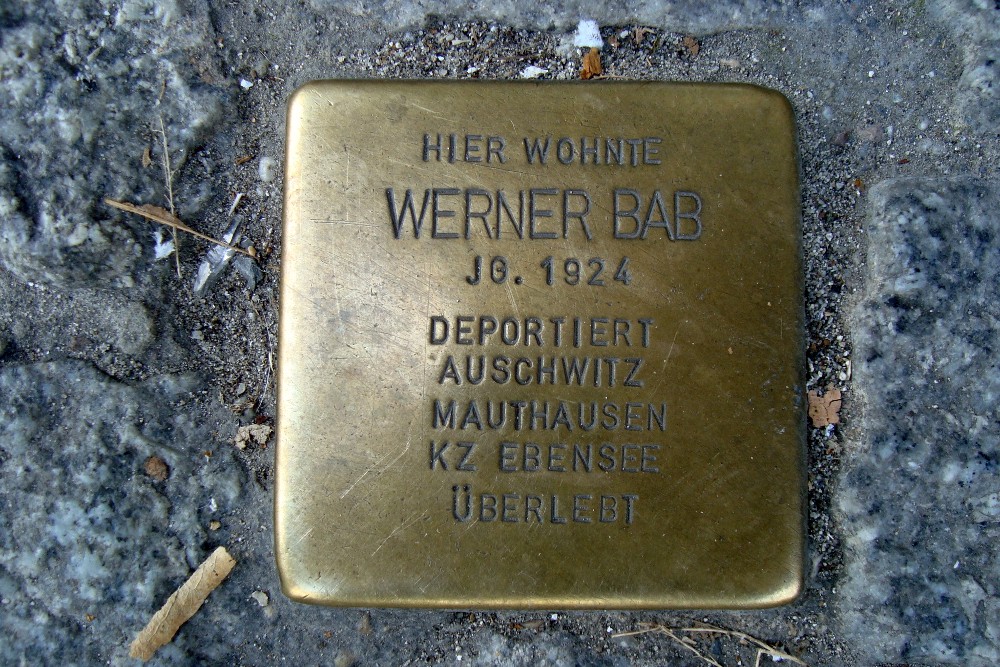 HIER WOHNTE
WERNER BAB
JG. 1924
DEPORTIERT
AUSCHWITZ
MAUTHAUSEN
KZ EBENSEE
ÜBERLEBT